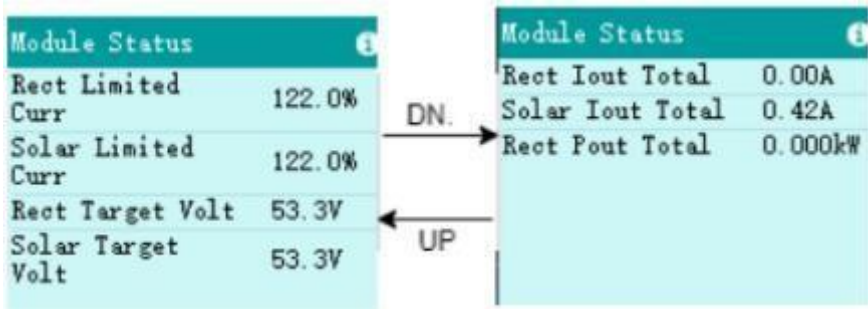 Module Status
Rect Limited
Curr 122.0%
Solar Limited
Curr 122.0%
Rect Target Volt 53.3V
Solar Target
Volt 53.3V
DN.
UP
Module Status
Rect Iout Total 0.00A
Solar Iout Total 0.42A
Rect Pout Total 0.000kW